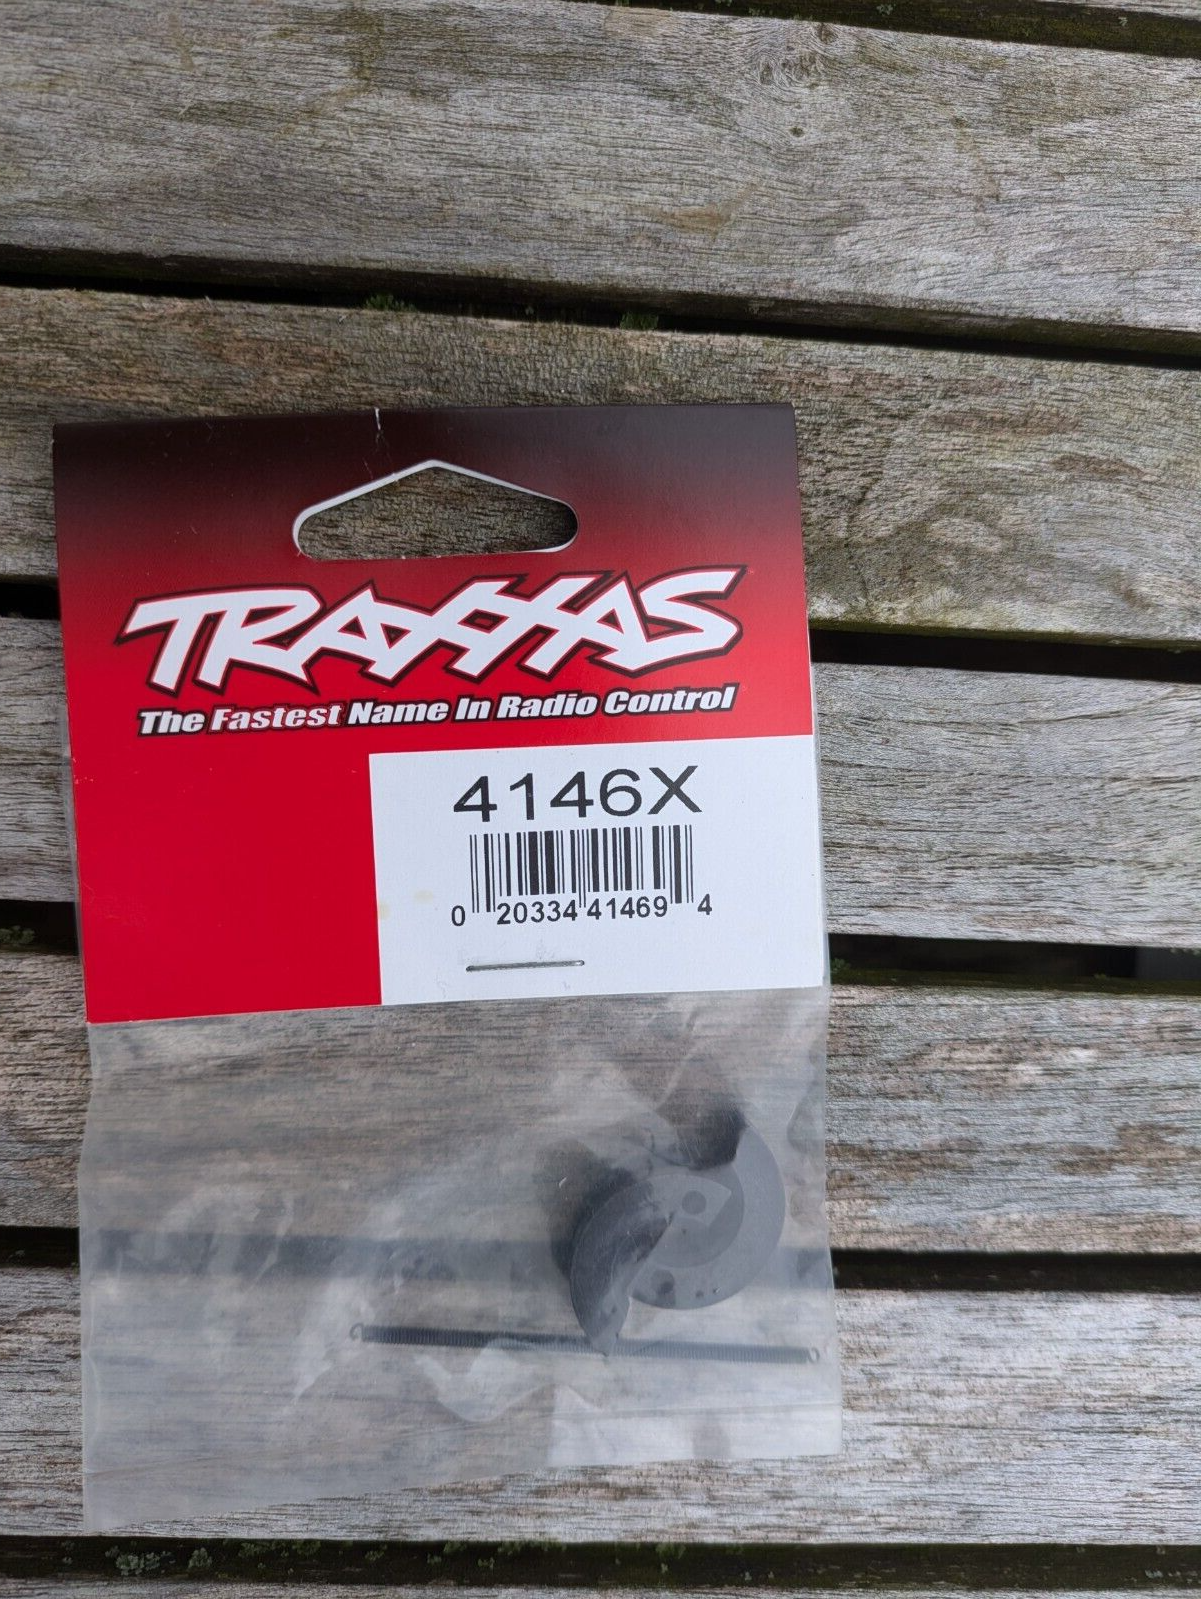 TRAXXAS
The Fastest Name In Radio Control
4146X
0 20334 41469 4